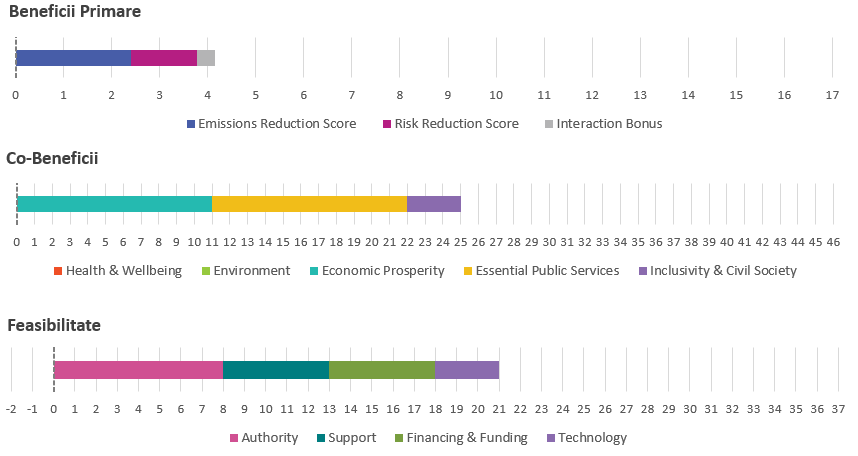 Beneficii Primare
0 1 2 3 4 5 6 7 8 9 10 11 12 13 14 15 16 17
Emissions Reduction Score Risk Reduction Score Interaction Bonus
Co-Beneficii
0 1 2 3 4 5 6 7 8 9 10 11 12 13 14 15 16 17 18 19 20 21 22 23 24 25 26 27 28 29 30 31 32 33 34 35 36 37 38 39 40 41 42 43 44 45 46
Health & Wellbeing Environment Economic Prosperity Essential Public Services Inclusivity & Civil Society
Feasibilitate
-2 -1 0 1 2 3 4 5 6 7 8 9 10 11 12 13 14 15 16 17 18 19 20 21 22 23 24 25 26 27 28 29 30 31 32 33 34 35 36 37
Authority Support Financing & Funding Technology